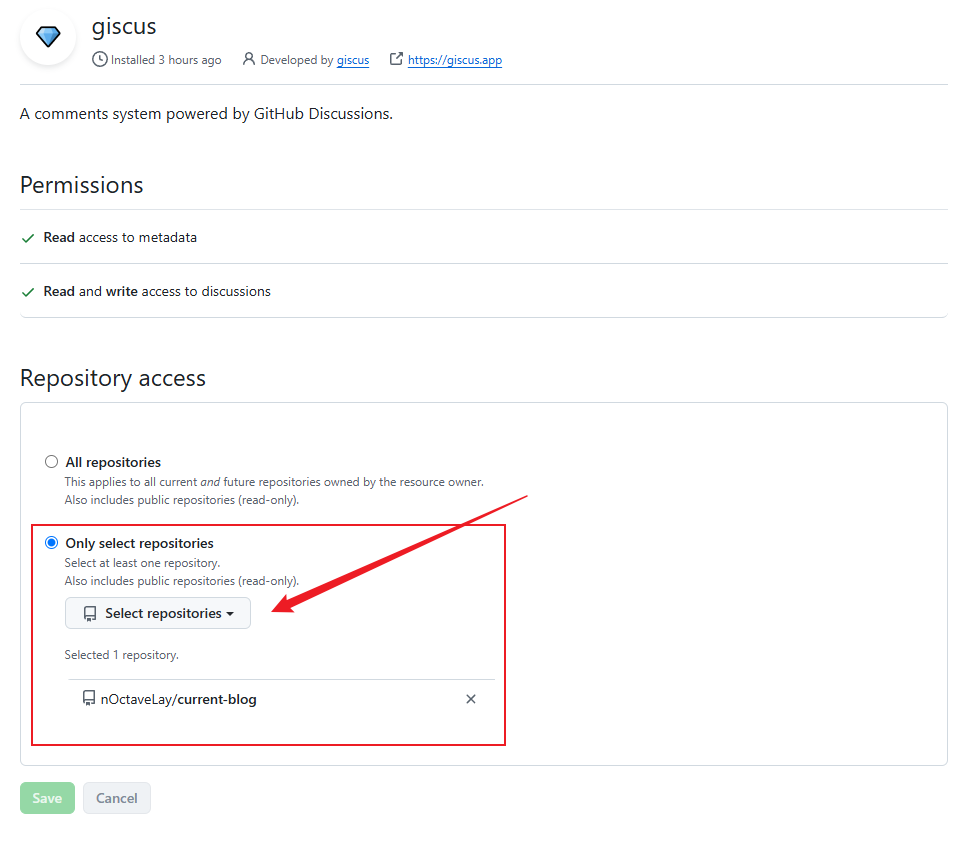 giscus
Installed 3 hours ago Developed by giscus https://giscus.app
A comments system powered by GitHub Discussions.
Permissions
Read access to metadata
Read and write access to discussions
Repository access
All repositories
This applies to all current and future repositories owned by the resource owner.
Also includes public repositories (read-only).
Only select repositories
Select at least one repository.
Also includes public repositories (read-only).
Select repositories
Selected 1 repository.
nOctaveLay/current-blog
Save Cancel